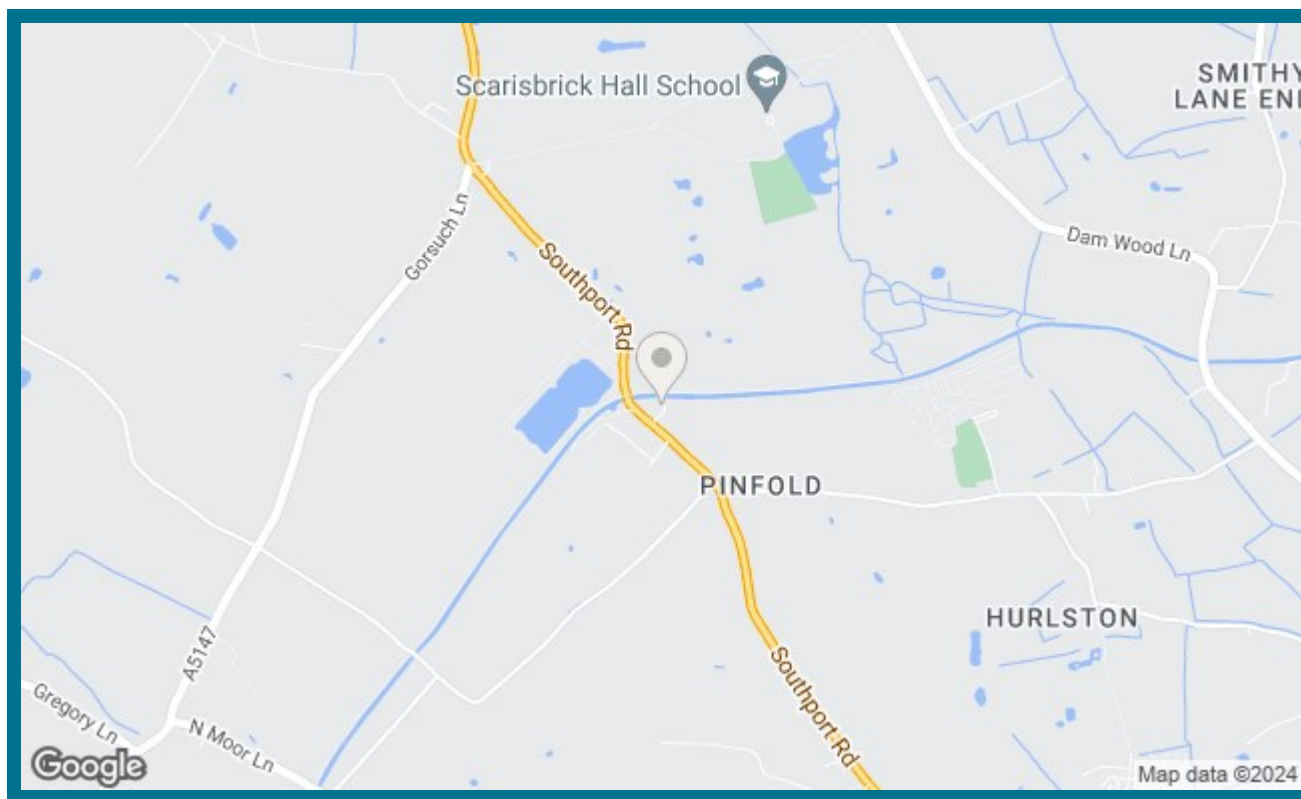 Scarisbrick Hall School
SMITHY
LANE EN
Gorsuch Ln
Dam Wood Ln
Southport Rd
PINFOLD
HURLSTON
A5147
Southport Rd
Gregory Ln
N Moor Ln
Google
Map data ©2024